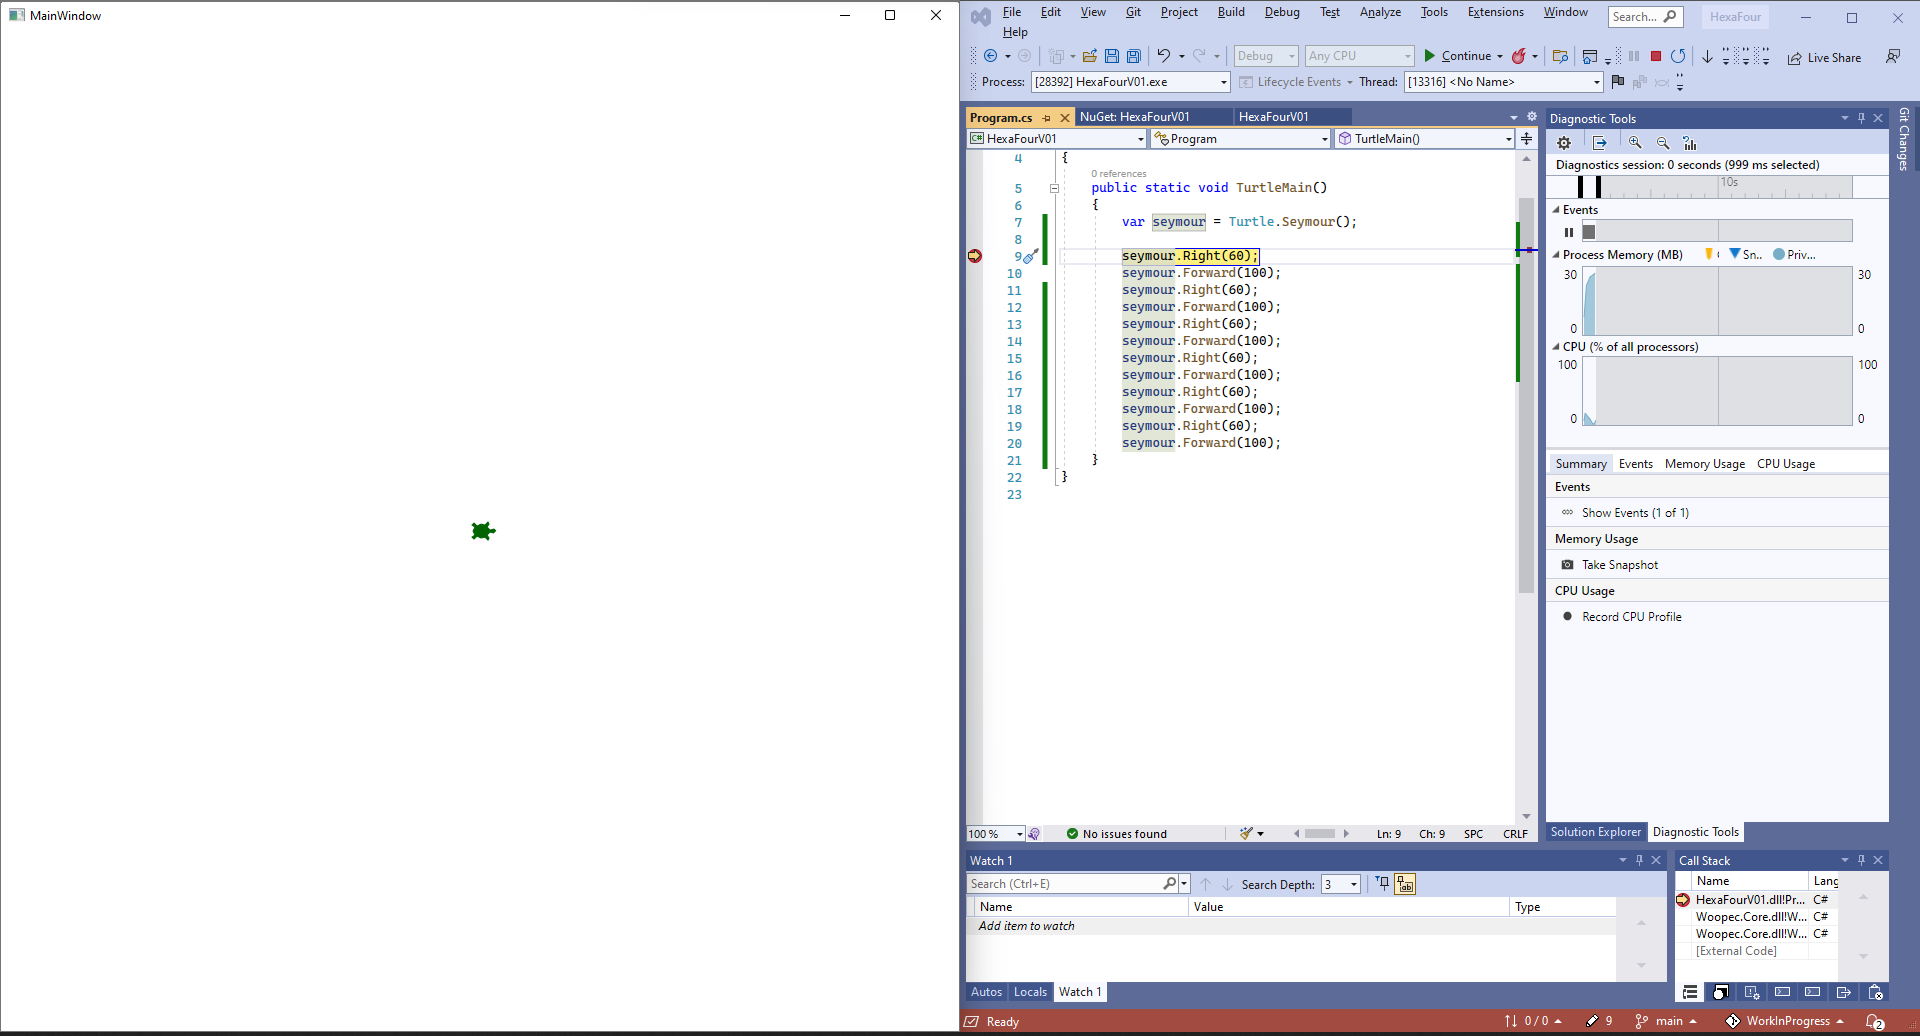 MainWindow
File Edit View Git Project Build Debug Test Analyze Tools Extensions Window Search... HexaFour
Help
Debug Any CPU Continue Live Share
Process: [28392] HexaFourV01.exe Lifecycle Events Thread: [13316] <No Name>
Program.cs NuGet: HexaFourV01 HexaFourV01
HexaFourV01 Program TurtleMain()
4 {
0 references
5 public static void TurtleMain()
6 {
7 var seymour = Turtle.Seymour();
8
9 seymour.Right(60);
10 seymour.Forward(100);
11 seymour.Right(60);
12 seymour.Forward(100);
13 seymour.Right(60);
14 seymour.Forward(100);
15 seymour.Right(60);
16 seymour.Forward(100);
17 seymour.Right(60);
18 seymour.Forward(100);
19 seymour.Right(60);
20 seymour.Forward(100);
21 }
22 }
23
100 % No issues found Ln: 9 Ch: 9 SPC CRLF
Diagnostic Tools
Diagnostics session: 0 seconds (999 ms selected)
10s
Events
Process Memory (MB) Sn... Priv...
30 30
0 0
CPU (% of all processors)
100 100
0 0
Summary Events Memory Usage CPU Usage
Events
Show Events (1 of 1)
Memory Usage
Take Snapshot
CPU Usage
Record CPU Profile
Solution Explorer Diagnostic Tools
Git Changes
Watch 1
Search (Ctrl+E) Search Depth: 3
Name Value Type
Add item to watch
Autos Locals Watch 1
Call Stack
Name Lang
HexaFourV01.dll!Pr... C#
Woopec.Core.dll!W... C#
Woopec.Core.dll!W... C#
[External Code]
Ready 0 / 0 9 main WorkInProgress 2